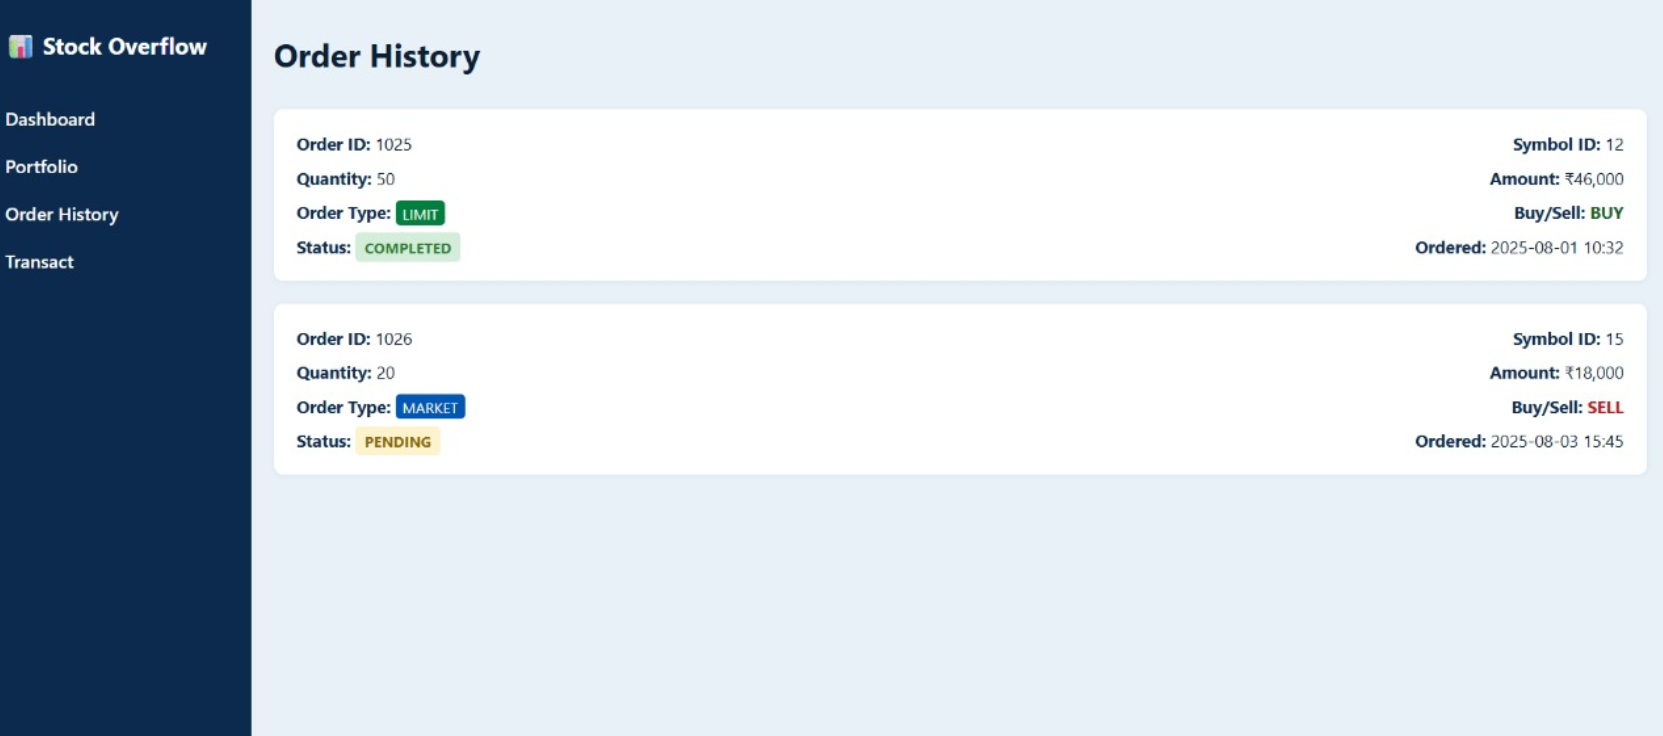 Stock Overflow
Dashboard
Portfolio
Order History
Transact
Order History
Order ID: 1025
Symbol ID: 12
Quantity: 50
Amount: ₹46,000
Order Type: LIMIT
Buy/Sell: BUY
Status: COMPLETED
Ordered: 2025-08-01 10:32
Order ID: 1026
Symbol ID: 15
Quantity: 20
Amount: ₹18,000
Order Type: MARKET
Buy/Sell: SELL
Status: PENDING
Ordered: 2025-08-03 15:45